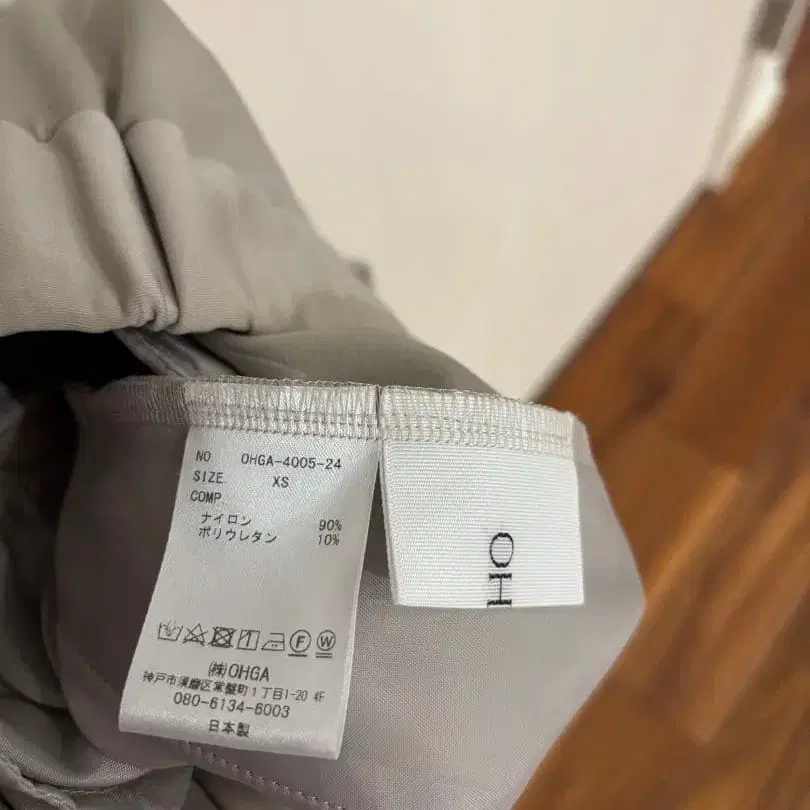 NO OHGA-4005-24
SIZE. XS
COMP.
ナイロン 90%
ポリウレタン 10%
F W
㈱OHGA
神戸市須磨区常盤町1丁目1-20 4F
080-6134-6003
日本製
OH